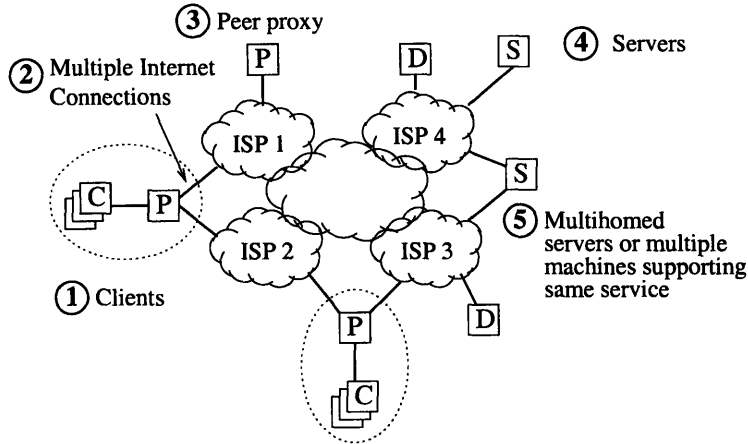 ③ Peer proxy
P
D
S
④ Servers
② Multiple Internet
Connections
ISP 1
ISP 4
C
P
S
ISP 2
ISP 3
⑤ Multihomed
servers or multiple
machines supporting
same service
① Clients
P
D
C